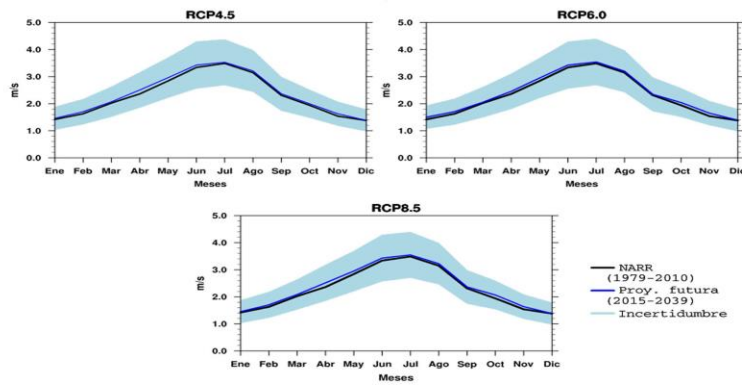 RCP4.5
5.0
4.0
3.0
2.0
1.0
0.0
m/s
Ene Feb Mar Abr May Jun Jul Ago Sep Oct Nov Dic
Meses
RCP6.0
5.0
4.0
3.0
2.0
1.0
0.0
m/s
Ene Feb Mar Abr May Jun Jul Ago Sep Oct Nov Dic
Meses
RCP8.5
5.0
4.0
3.0
2.0
1.0
0.0
m/s
Ene Feb Mar Abr May Jun Jul Ago Sep Oct Nov Dic
Meses
NARR
(1979-2010)
Proy. futura
(2015-2039)
Incertidumbre